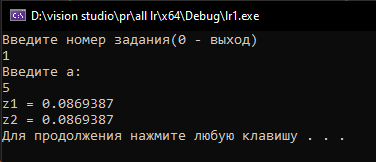 D:\vision studio\pr\all lr\x64\Debug\lr1.exe
Введите номер задания(0 - выход)
1
Введите a:
5
z1 = 0.0869387
z2 = 0.0869387
Для продолжения нажмите любую клавишу . . .